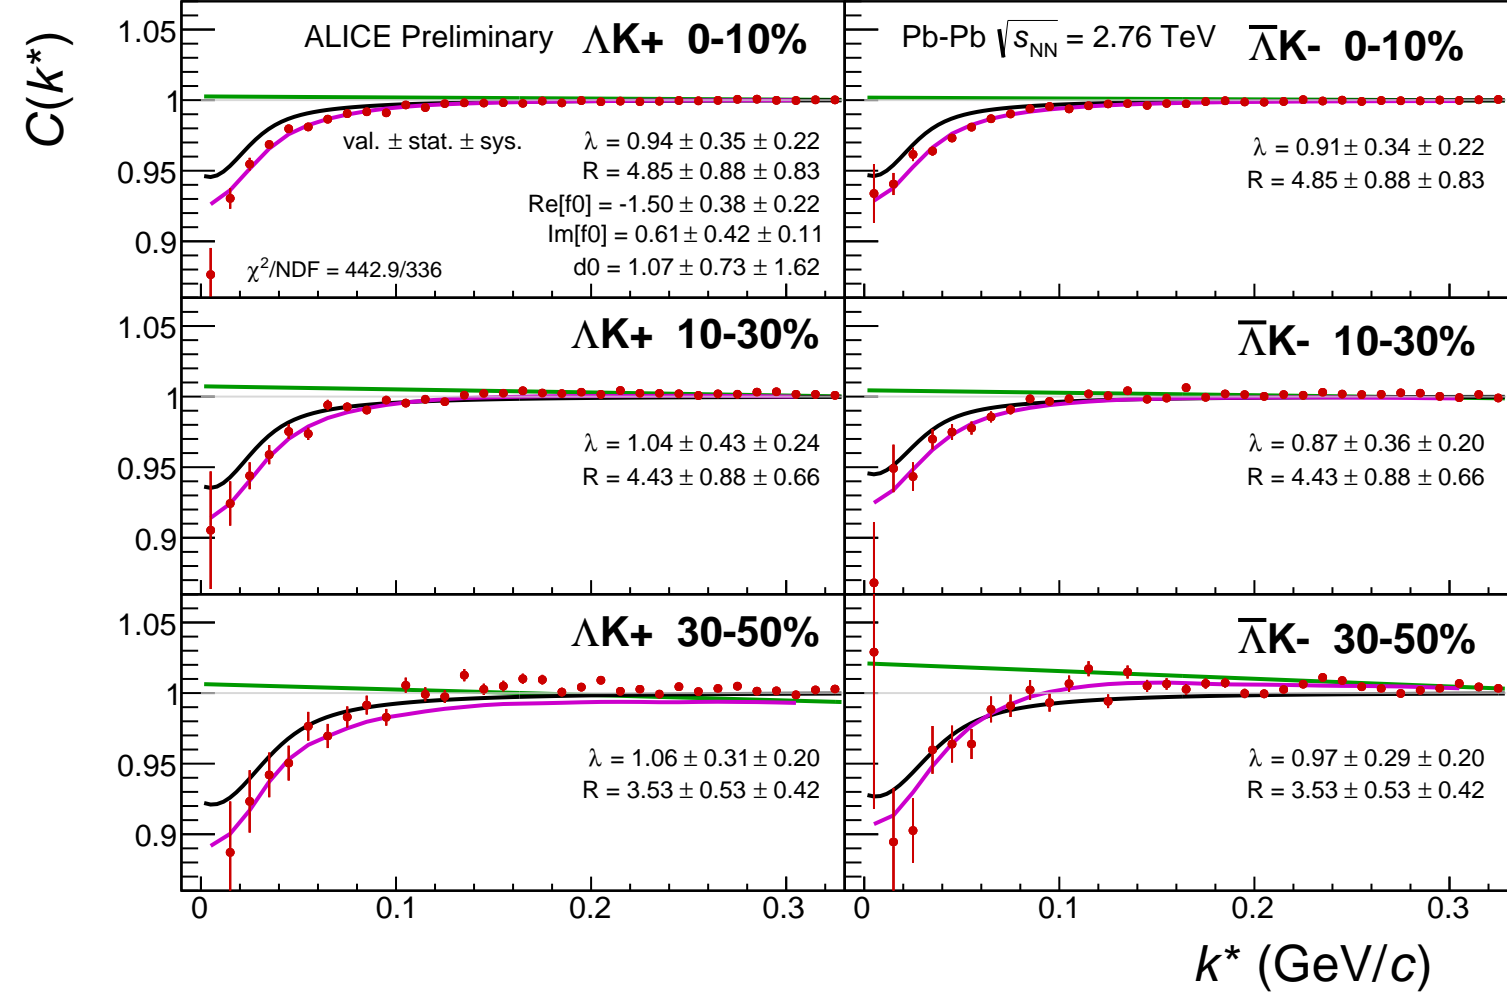 C(k*)
ALICE Preliminary ΛK+ 0-10%
val. ± stat. ± sys.
λ = 0.94 ± 0.35 ± 0.22
R = 4.85 ± 0.88 ± 0.83
Re[f0] = -1.50 ± 0.38 ± 0.22
Im[f0] = 0.61 ± 0.42 ± 0.11
d0 = 1.07 ± 0.73 ± 1.62
χ²/NDF = 442.9/336
1.05
1
0.95
0.9
Pb-Pb √sNN = 2.76 TeV Λ̅K- 0-10%
λ = 0.91 ± 0.34 ± 0.22
R = 4.85 ± 0.88 ± 0.83
ΛK+ 10-30%
λ = 1.04 ± 0.43 ± 0.24
R = 4.43 ± 0.88 ± 0.66
1.05
1
0.95
0.9
Λ̅K- 10-30%
λ = 0.87 ± 0.36 ± 0.20
R = 4.43 ± 0.88 ± 0.66
ΛK+ 30-50%
λ = 1.06 ± 0.31 ± 0.20
R = 3.53 ± 0.53 ± 0.42
1.05
1
0.95
0.9
Λ̅K- 30-50%
λ = 0.97 ± 0.29 ± 0.20
R = 3.53 ± 0.53 ± 0.42
0 0.1 0.2 0.3
0 0.1 0.2 0.3
k* (GeV/c)